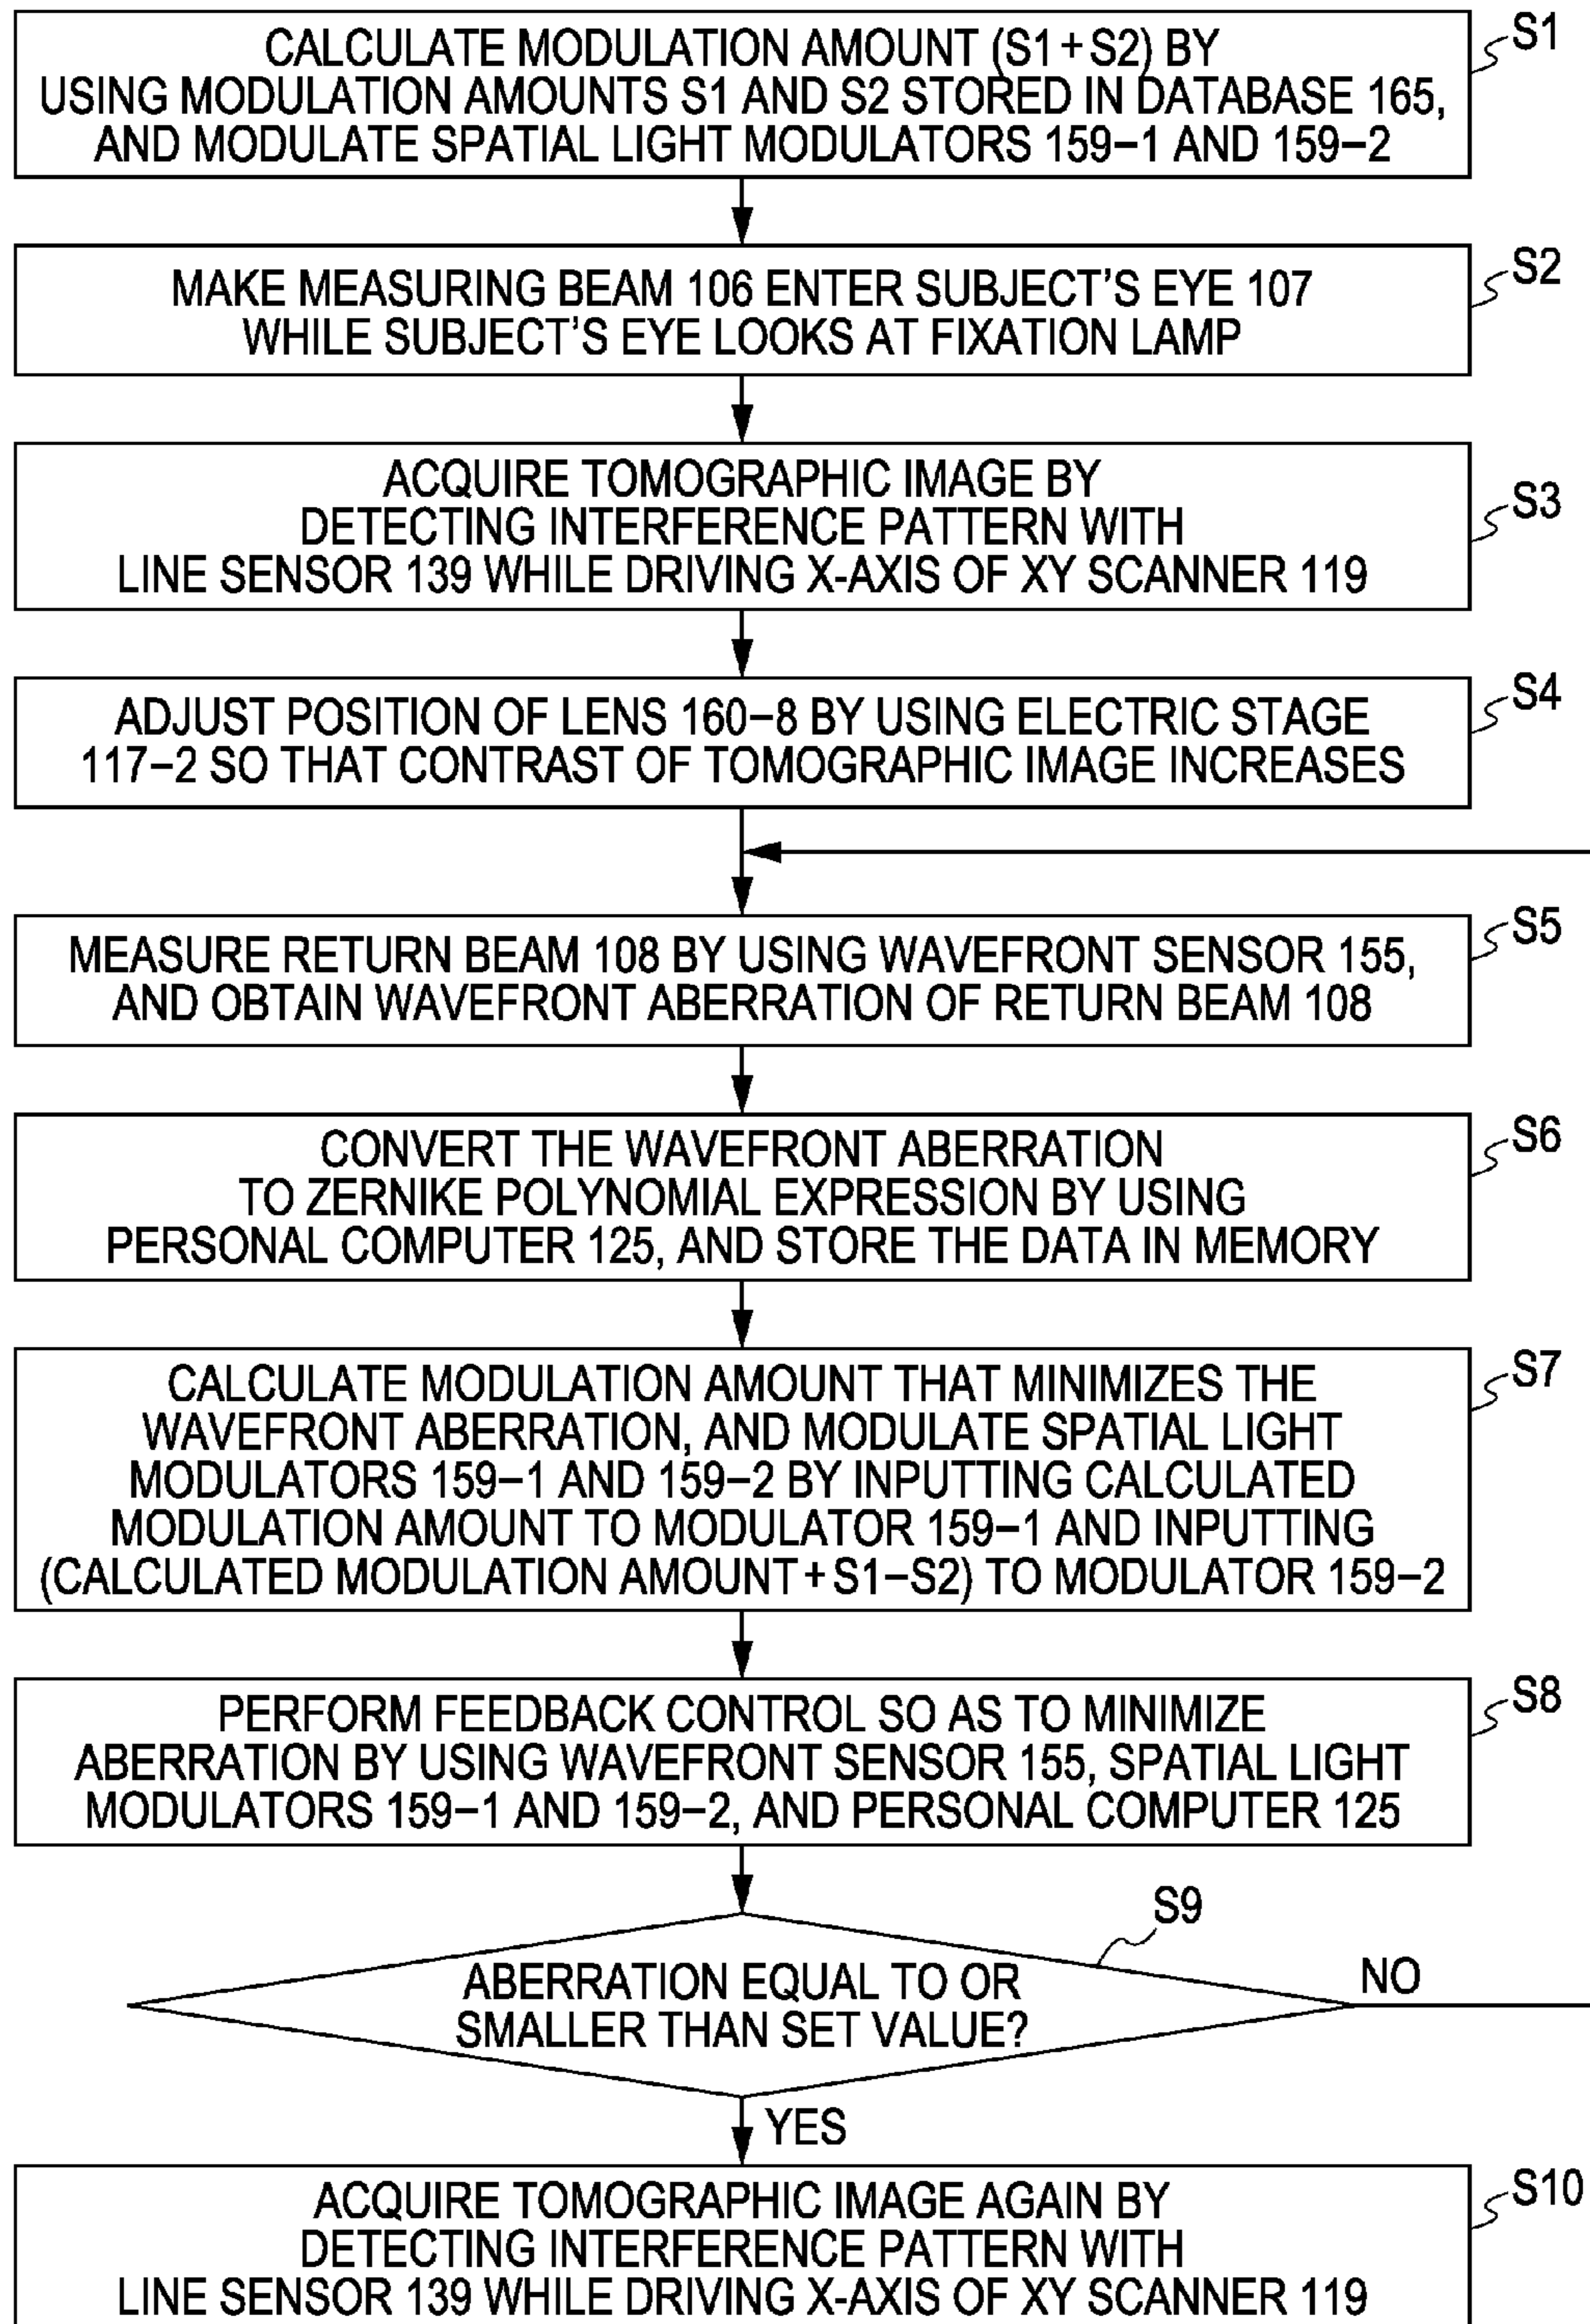 CALCULATE MODULATION AMOUNT (S1+S2) BY
USING MODULATION AMOUNTS S1 AND S2 STORED IN DATABASE 165,
AND MODULATE SPATIAL LIGHT MODULATORS 159–1 AND 159–2
S1
MAKE MEASURING BEAM 106 ENTER SUBJECT'S EYE 107
WHILE SUBJECT'S EYE LOOKS AT FIXATION LAMP
S2
ACQUIRE TOMOGRAPHIC IMAGE BY
DETECTING INTERFERENCE PATTERN WITH
LINE SENSOR 139 WHILE DRIVING X-AXIS OF XY SCANNER 119
S3
ADJUST POSITION OF LENS 160–8 BY USING ELECTRIC STAGE
117–2 SO THAT CONTRAST OF TOMOGRAPHIC IMAGE INCREASES
S4
MEASURE RETURN BEAM 108 BY USING WAVEFRONT SENSOR 155,
AND OBTAIN WAVEFRONT ABERRATION OF RETURN BEAM 108
S5
CONVERT THE WAVEFRONT ABERRATION
TO ZERNIKE POLYNOMIAL EXPRESSION BY USING
PERSONAL COMPUTER 125, AND STORE THE DATA IN MEMORY
S6
CALCULATE MODULATION AMOUNT THAT MINIMIZES THE
WAVEFRONT ABERRATION, AND MODULATE SPATIAL LIGHT
MODULATORS 159–1 AND 159–2 BY INPUTTING CALCULATED
MODULATION AMOUNT TO MODULATOR 159–1 AND INPUTTING
(CALCULATED MODULATION AMOUNT+S1–S2) TO MODULATOR 159–2
S7
PERFORM FEEDBACK CONTROL SO AS TO MINIMIZE
ABERRATION BY USING WAVEFRONT SENSOR 155, SPATIAL LIGHT
MODULATORS 159–1 AND 159–2, AND PERSONAL COMPUTER 125
S8
S9
ABERRATION EQUAL TO OR
SMALLER THAN SET VALUE?
NO
YES
ACQUIRE TOMOGRAPHIC IMAGE AGAIN BY
DETECTING INTERFERENCE PATTERN WITH
LINE SENSOR 139 WHILE DRIVING X-AXIS OF XY SCANNER 119
S10